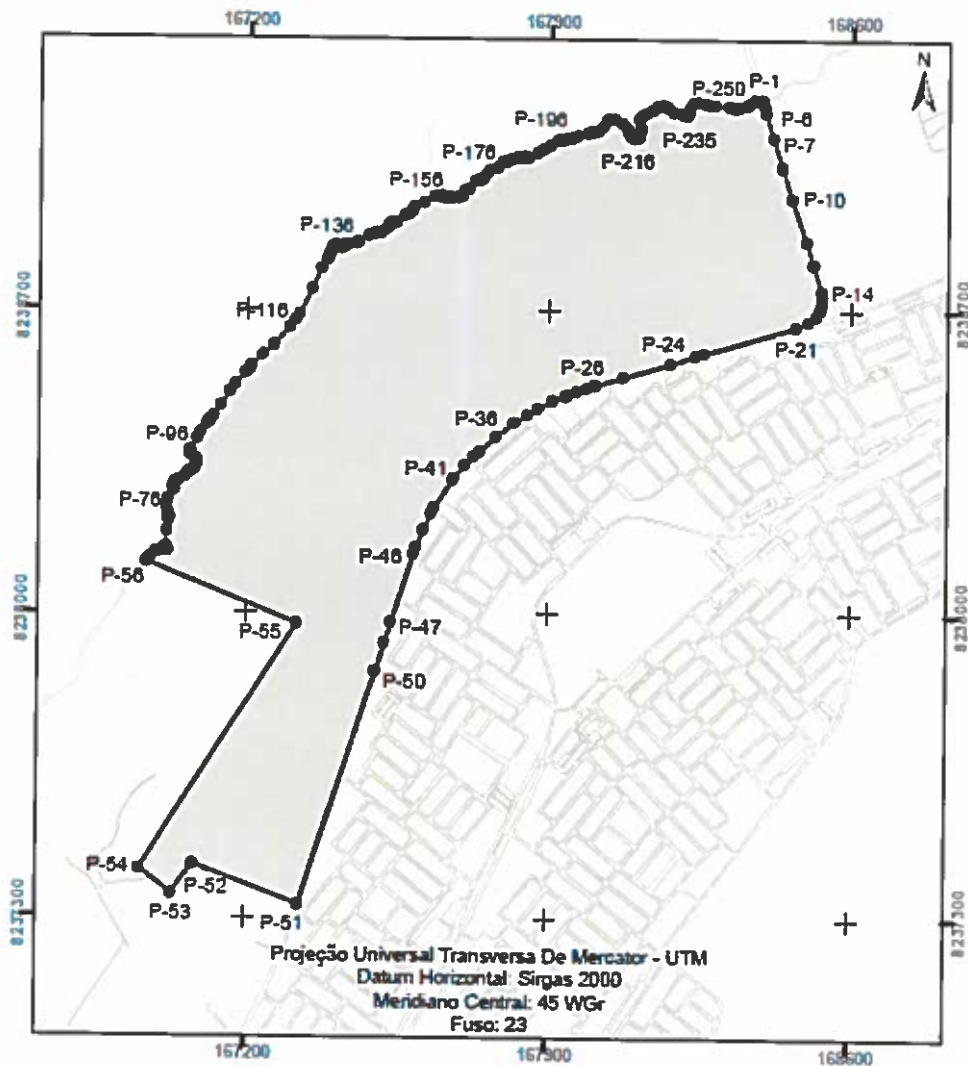 167200 167900 168600
N
P-250 P-1
P-196 P-6
P-235
P-7
P-216
P-176
P-156
P-10
P-136
8238700 P-116 P-14 8238700
P-21
P-24
P-26
P-36
P-96
P-41
P-76
P-46
P-56
8238000 P-55 P-47 8238000
P-50
P-54
P-52
P-53
P-51
8237300 8237300
Projeção Universal Transversa De Mercator - UTM
Datum Horizontal: Sirgas 2000
Meridiano Central: 45 WGr
Fuso: 23
167200 167900 168600